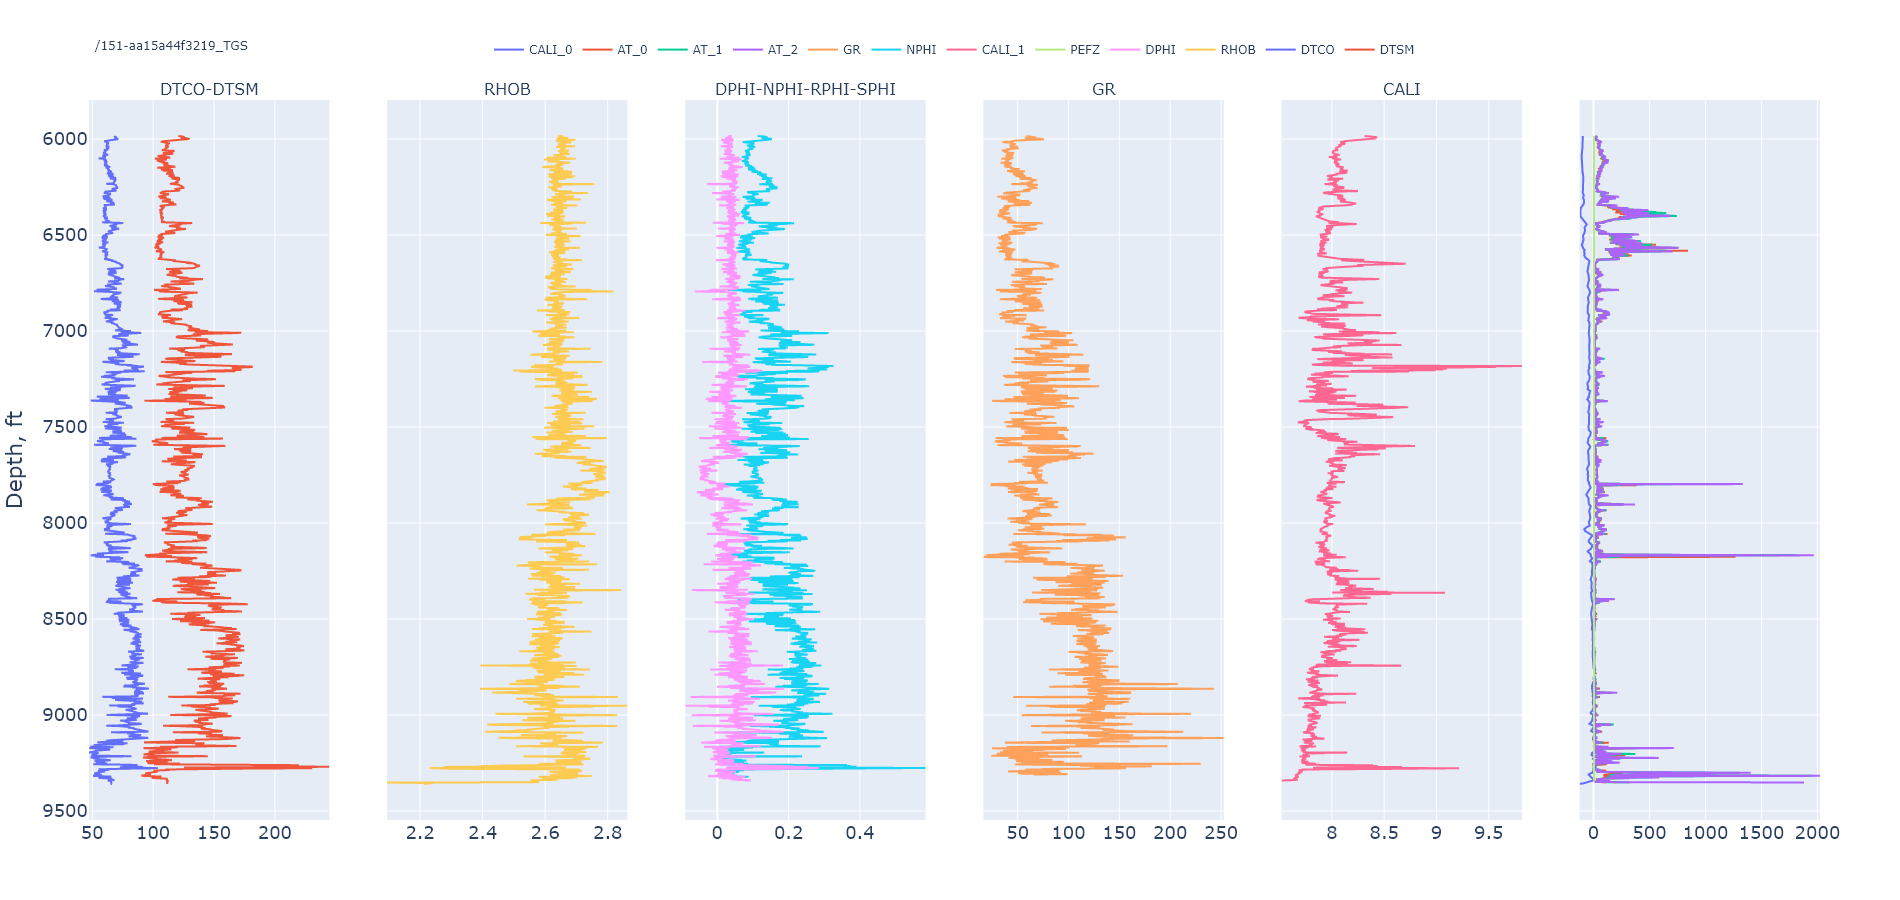 /151-aa15a44f3219_TGS
CALI_0 AT_0 AT_1 AT_2 GR NPHI CALI_1 PEFZ DPHI RHOB DTCO DTSM
DTCO-DTSM RHOB DPHI-NPHI-RPHI-SPHI GR CALI
Depth, ft
6000
6500
7000
7500
8000
8500
9000
9500
50 100 150 200 2.2 2.4 2.6 2.8 0 0.2 0.4 50 100 150 200 250 8 8.5 9 9.5 0 500 1000 1500 2000